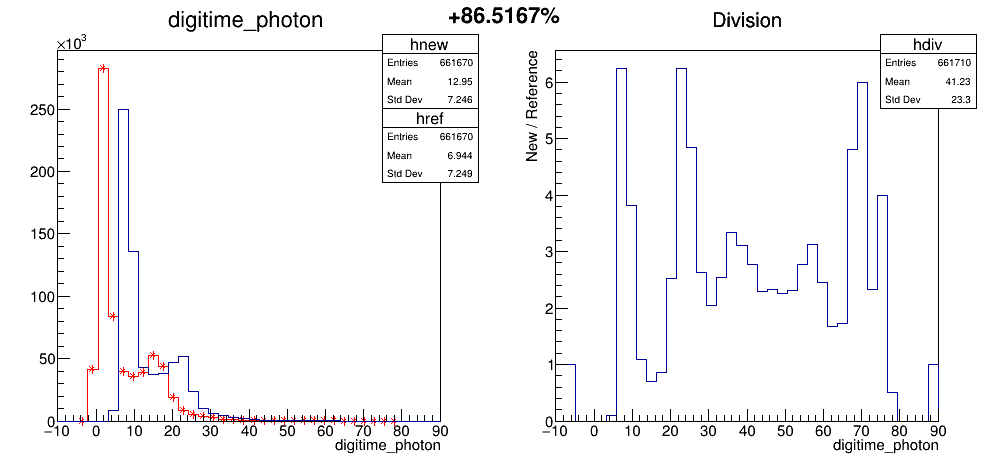 +86.5167%
digitime_photon
×10³
hnew
Entries 661670
Mean 12.95
Std Dev 7.246
href
Entries 661670
Mean 6.944
Std Dev 7.249
250
200
150
100
50
0
−10 0 10 20 30 40 50 60 70 80 90
digitime_photon
Division
hdiv
Entries 661710
Mean 41.23
Std Dev 23.3
New / Reference
6
5
4
3
2
1
0
−10 0 10 20 30 40 50 60 70 80 90
digitime_photon